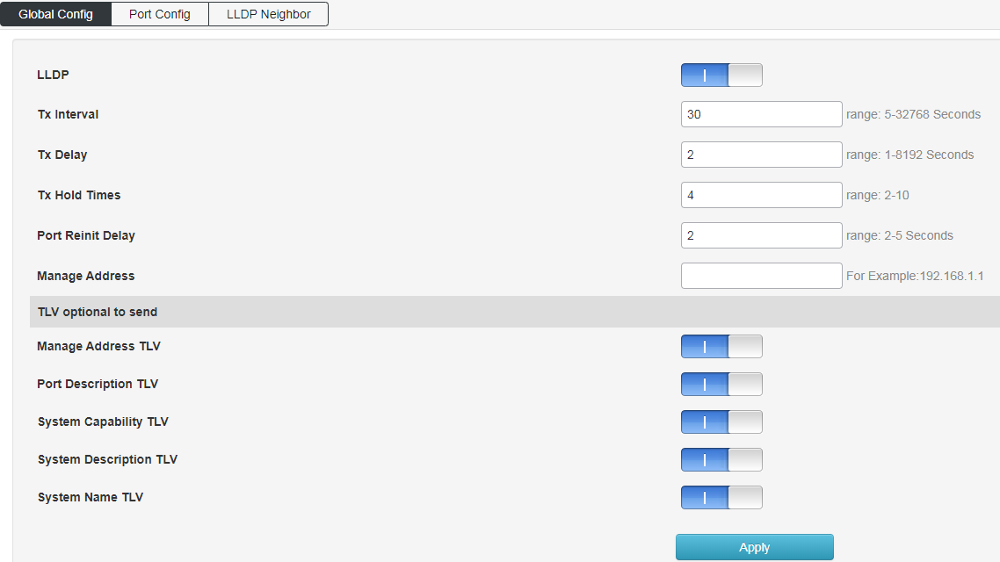 Global Config Port Config LLDP Neighbor
LLDP
Tx Interval 30 range: 5-32768 Seconds
Tx Delay 2 range: 1-8192 Seconds
Tx Hold Times 4 range: 2-10
Port Reinit Delay 2 range: 2-5 Seconds
Manage Address For Example:192.168.1.1
TLV optional to send
Manage Address TLV
Port Description TLV
System Capability TLV
System Description TLV
System Name TLV
Apply